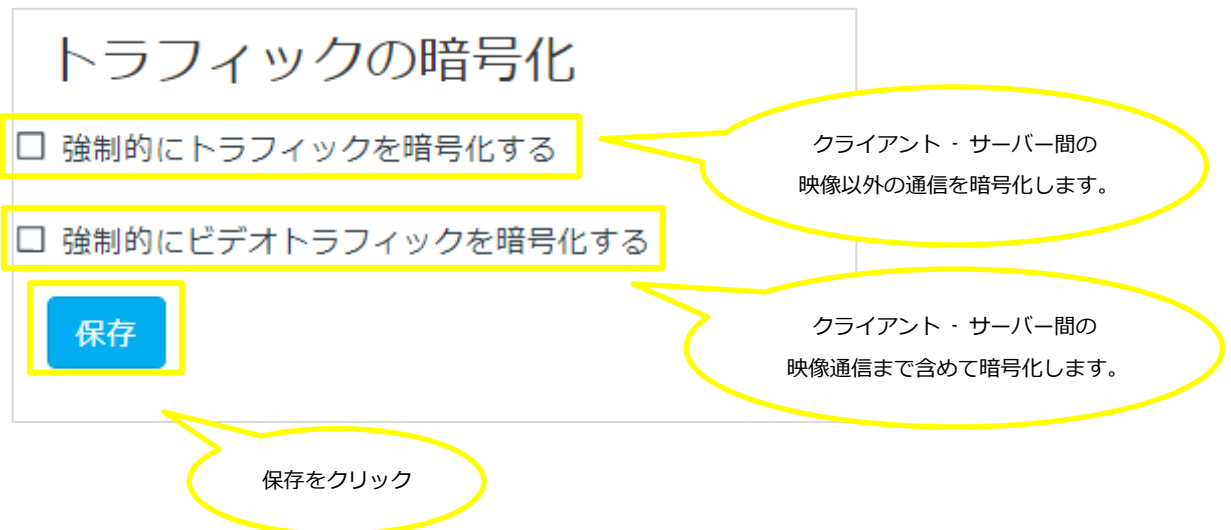 トラフィックの暗号化
強制的にトラフィックを暗号化する
クライアント - サーバー間の
映像以外の通信を暗号化します。
強制的にビデオトラフィックを暗号化する
保存
クライアント - サーバー間の
映像通信まで含めて暗号化します。
保存をクリック